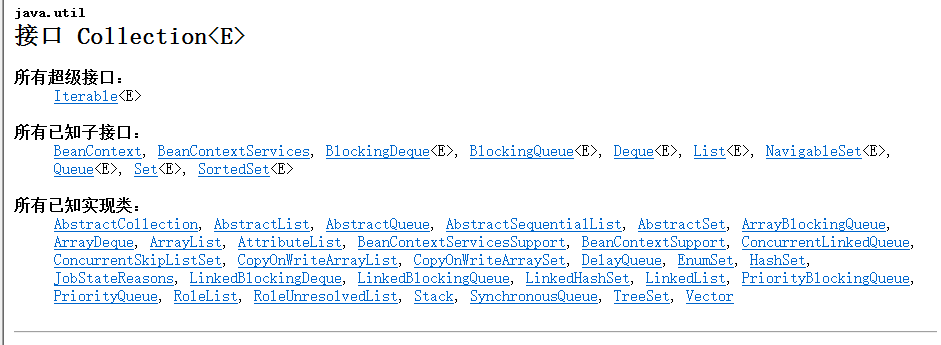 java.util
接口 Collection<E>
所有超级接口：
Iterable<E>
所有已知子接口：
BeanContext, BeanContextServices, BlockingDeque<E>, BlockingQueue<E>, Deque<E>, List<E>, NavigableSet<E>,
Queue<E>, Set<E>, SortedSet<E>
所有已知实现类：
AbstractCollection, AbstractList, AbstractQueue, AbstractSequentialList, AbstractSet, ArrayBlockingQueue,
ArrayDeque, ArrayList, AttributeList, BeanContextServicesSupport, BeanContextSupport, ConcurrentLinkedQueue,
ConcurrentSkipListSet, CopyOnWriteArrayList, CopyOnWriteArraySet, DelayQueue, EnumSet, HashSet,
JobStateReasons, LinkedBlockingDeque, LinkedBlockingQueue, LinkedHashSet, LinkedList, PriorityBlockingQueue,
PriorityQueue, RoleList, RoleUnresolvedList, Stack, SynchronousQueue, TreeSet, Vector